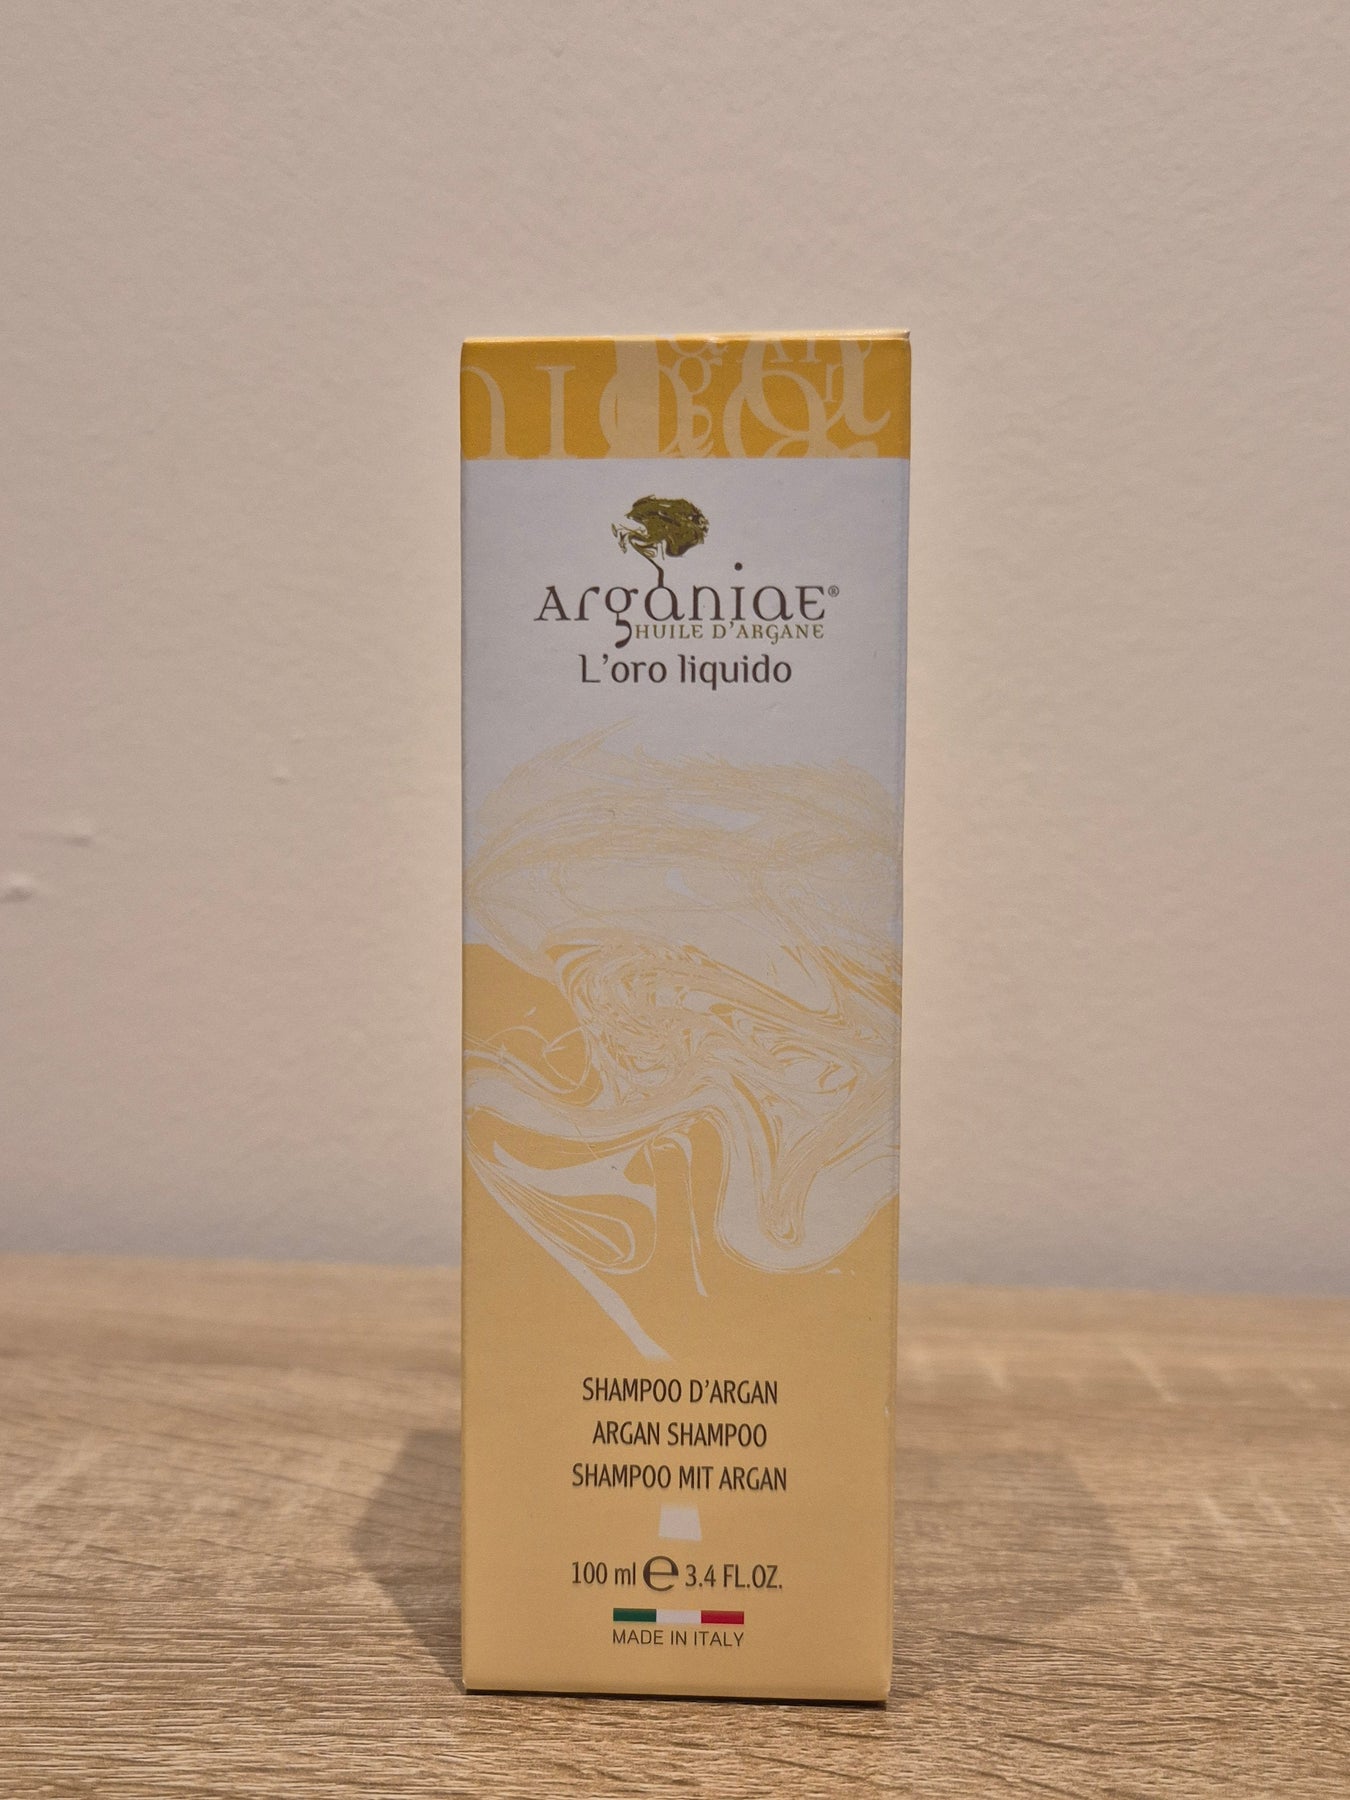 Arganiae®
HUILE D'ARGANE
L'oro liquido
SHAMPOO D'ARGAN
ARGAN SHAMPOO
SHAMPOO MIT ARGAN
100 ml e 3.4 FL.OZ.
MADE IN ITALY